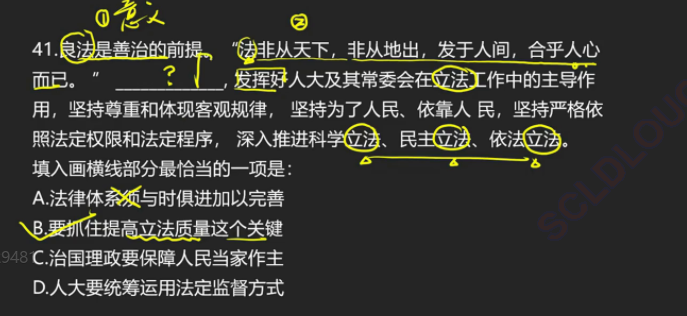 ①意义 ②
41.良法是善治的前提。“法非从天下，非从地出，发于人间，合乎人心
而已。” ____________？，发挥好人大及其常委会在立法工作中的主导作
用，坚持尊重和体现客观规律， 坚持为了人民、依靠人 民，坚持严格依
照法定权限和法定程序， 深入推进科学立法、民主立法、依法立法。
填入画横线部分最恰当的一项是：
A.法律体系须与时俱进加以完善
B.要抓住提高立法质量这个关键
C.治国理政要保障人民当家作主
D.人大要统筹运用法定监督方式
9481
SCLDLOU